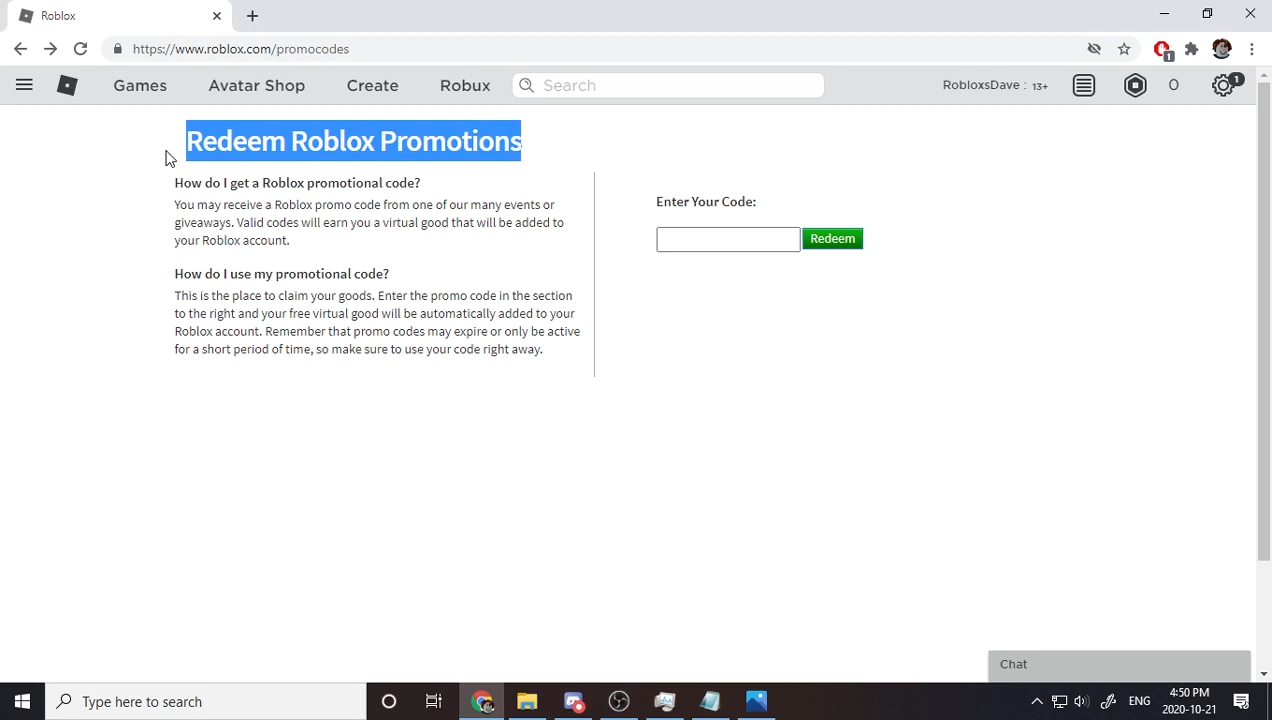 Roblox
https://www.roblox.com/promocodes
1
Games
Avatar Shop
Create
Robux
Search
RobloxsDave : 13+
0
1
Redeem Roblox Promotions
How do I get a Roblox promotional code?
You may receive a Roblox promo code from one of our many events or
giveaways. Valid codes will earn you a virtual good that will be added to
your Roblox account.
How do I use my promotional code?
This is the place to claim your goods. Enter the promo code in the section
to the right and your free virtual good will be automatically added to your
Roblox account. Remember that promo codes may expire or only be active
for a short period of time, so make sure to use your code right away.
Enter Your Code:
Redeem
Chat
Type here to search
ENG
4:50 PM
2020-10-21